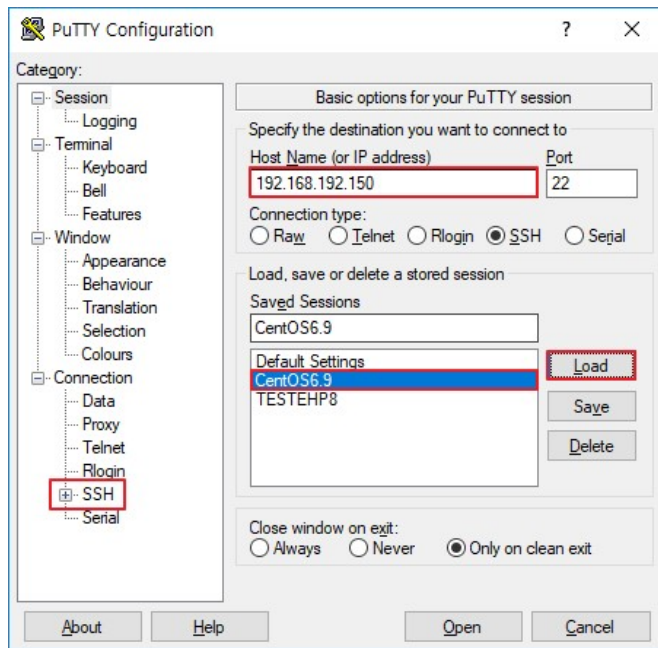 PuTTY Configuration
?
Category:
Session
Logging
Terminal
Keyboard
Bell
Features
Window
Appearance
Behaviour
Translation
Selection
Colours
Connection
Data
Proxy
Telnet
Rlogin
SSH
Serial
Basic options for your PuTTY session
Specify the destination you want to connect to
Host Name (or IP address) Port
192.168.192.150 22
Connection type:
Raw Telnet Rlogin SSH Serial
Load, save or delete a stored session
Saved Sessions
CentOS6.9
Default Settings
CentOS6.9
TESTEHP8
Load
Save
Delete
Close window on exit:
Always Never Only on clean exit
About Help Open Cancel